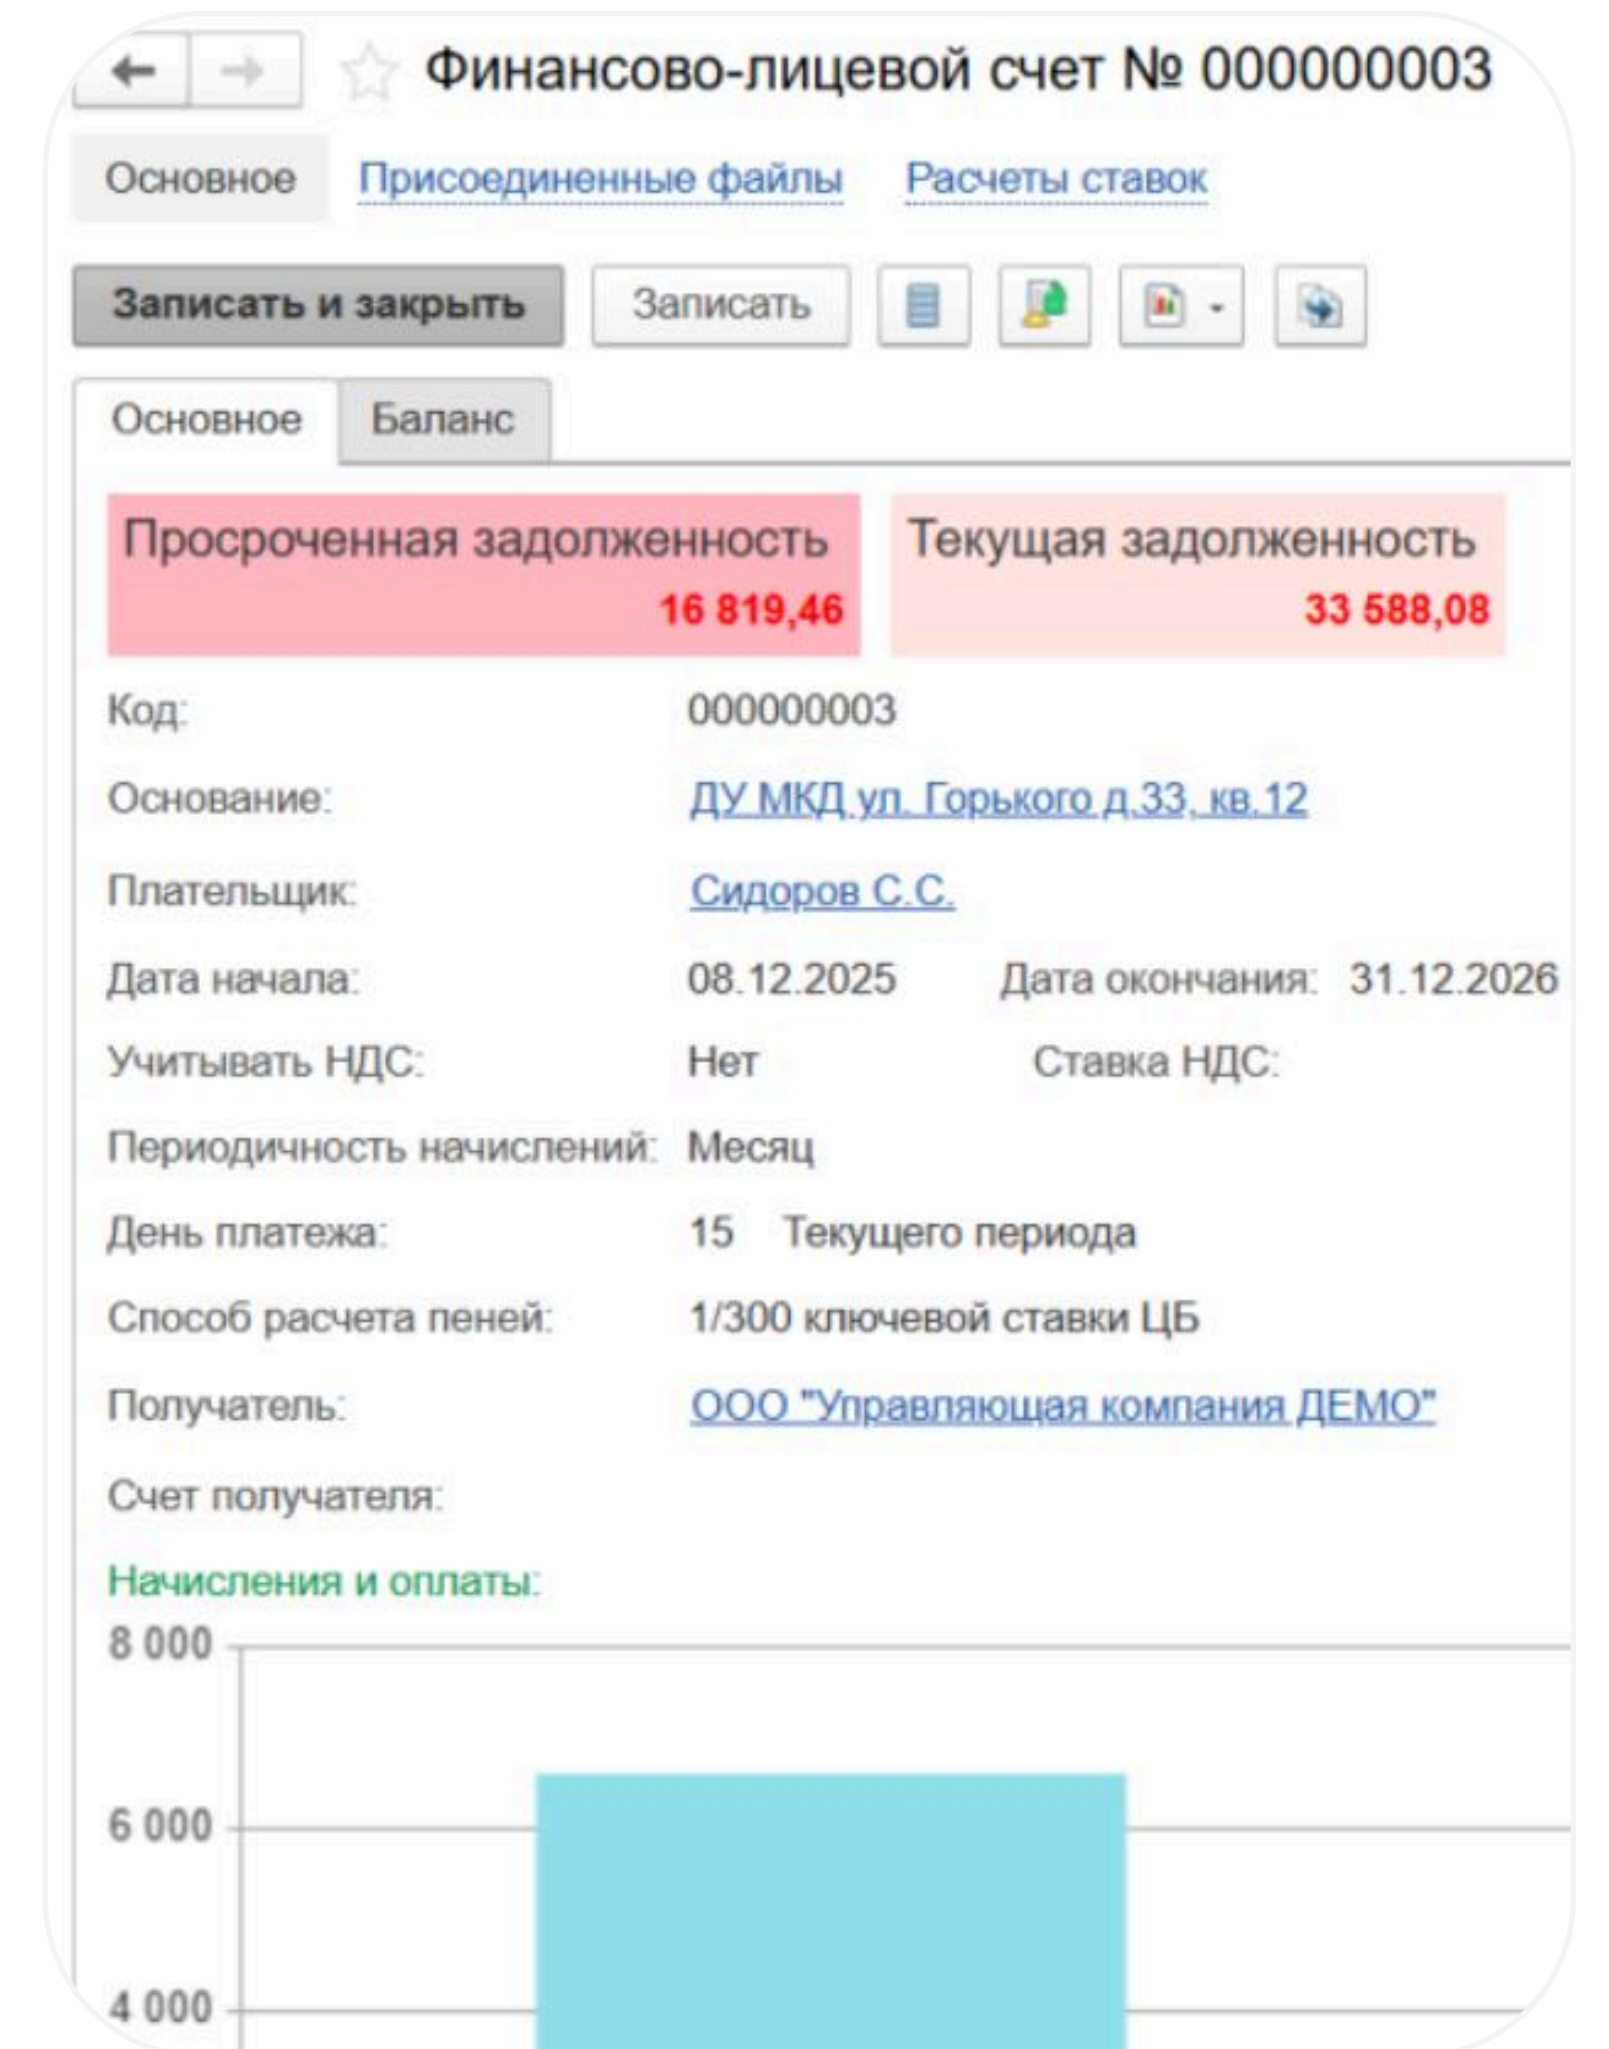 Финансово-лицевой счет № 000000003
Основное Присоединенные файлы Расчеты ставок
Записать и закрыть Записать
Основное Баланс
Просроченная задолженность Текущая задолженность
16 819,46 33 588,08
Код: 000000003
Основание: ДУ МКД ул. Горького д.33, кв.12
Плательщик: Сидоров С.С.
Дата начала: 08.12.2025 Дата окончания: 31.12.2026
Учитывать НДС: Нет Ставка НДС:
Периодичность начислений: Месяц
День платежа: 15 Текущего периода
Способ расчета пеней: 1/300 ключевой ставки ЦБ
Получатель: ООО "Управляющая компания ДЕМО"
Счет получателя:
Начисления и оплаты:
8 000
6 000
4 000